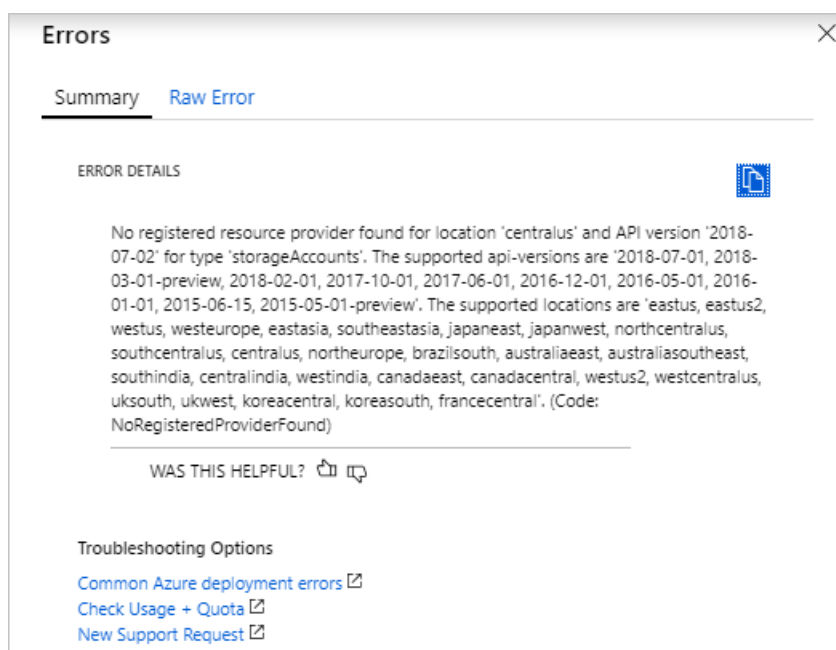 Errors
Summary Raw Error
ERROR DETAILS
No registered resource provider found for location 'centralus' and API version '2018-
07-02' for type 'storageAccounts'. The supported api-versions are '2018-07-01, 2018-
03-01-preview, 2018-02-01, 2017-10-01, 2017-06-01, 2016-12-01, 2016-05-01, 2016-
01-01, 2015-06-15, 2015-05-01-preview'. The supported locations are 'eastus, eastus2,
westus, westeurope, eastasia, southeastasia, japaneast, japanwest, northcentralus,
southcentralus, centralus, northeurope, brazilsouth, australiaeast, australiasoutheast,
southindia, centralindia, westindia, canadaeast, canadacentral, westus2, westcentralus,
uksouth, ukwest, koreacentral, koreasouth, francecentral'. (Code:
NoRegisteredProviderFound)
WAS THIS HELPFUL?
Troubleshooting Options
Common Azure deployment errors
Check Usage + Quota
New Support Request